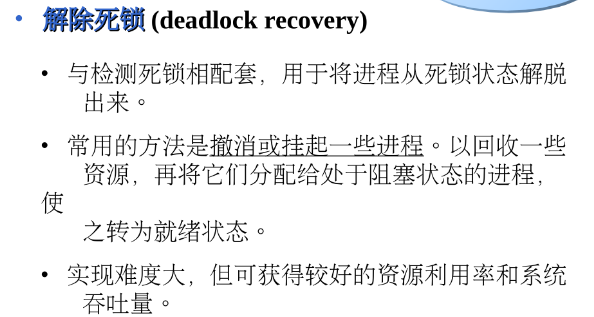 • 解除死锁 (deadlock recovery)
• 与检测死锁相配套，用于将进程从死锁状态解脱
出来。
• 常用的方法是撤消或挂起一些进程。以回收一些
资源，再将它们分配给处于阻塞状态的进程，
使
之转为就绪状态。
• 实现难度大，但可获得较好的资源利用率和系统
吞吐量。